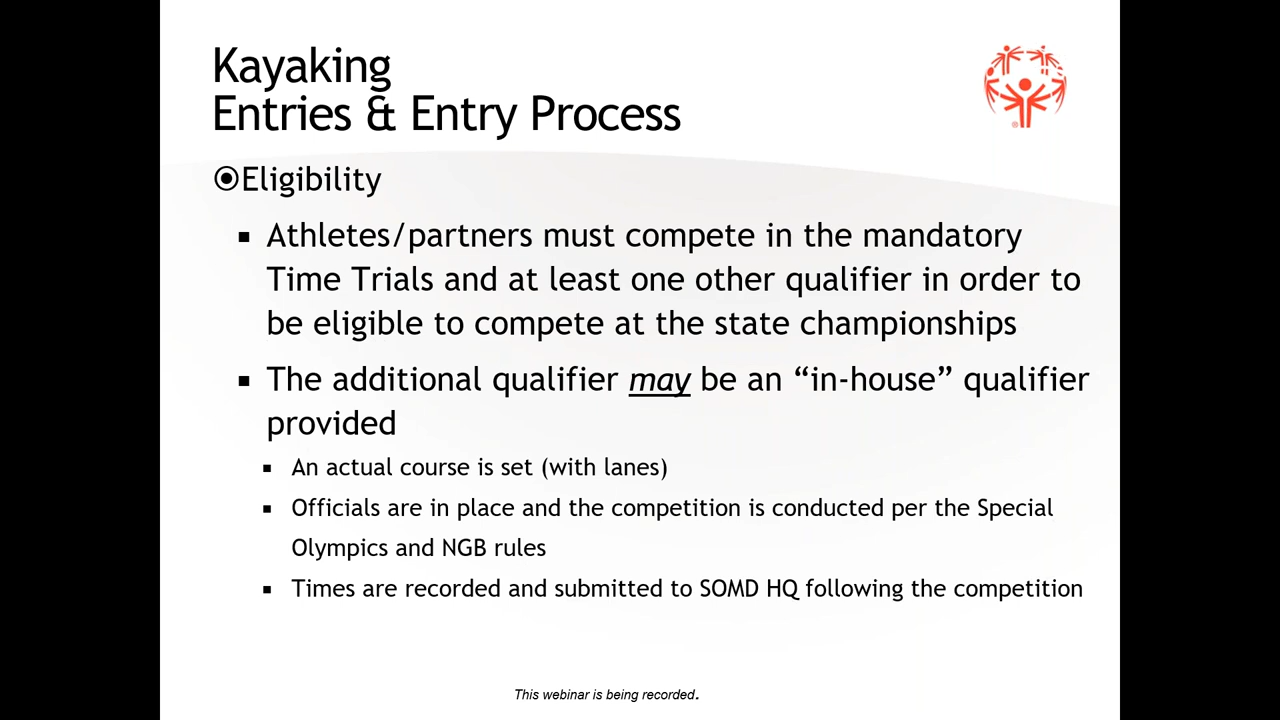 Kayaking
Entries & Entry Process
Eligibility
▪ Athletes/partners must compete in the mandatory
Time Trials and at least one other qualifier in order to
be eligible to compete at the state championships
▪ The additional qualifier may be an “in-house” qualifier
provided
▪ An actual course is set (with lanes)
▪ Officials are in place and the competition is conducted per the Special
Olympics and NGB rules
▪ Times are recorded and submitted to SOMD HQ following the competition
This webinar is being recorded.